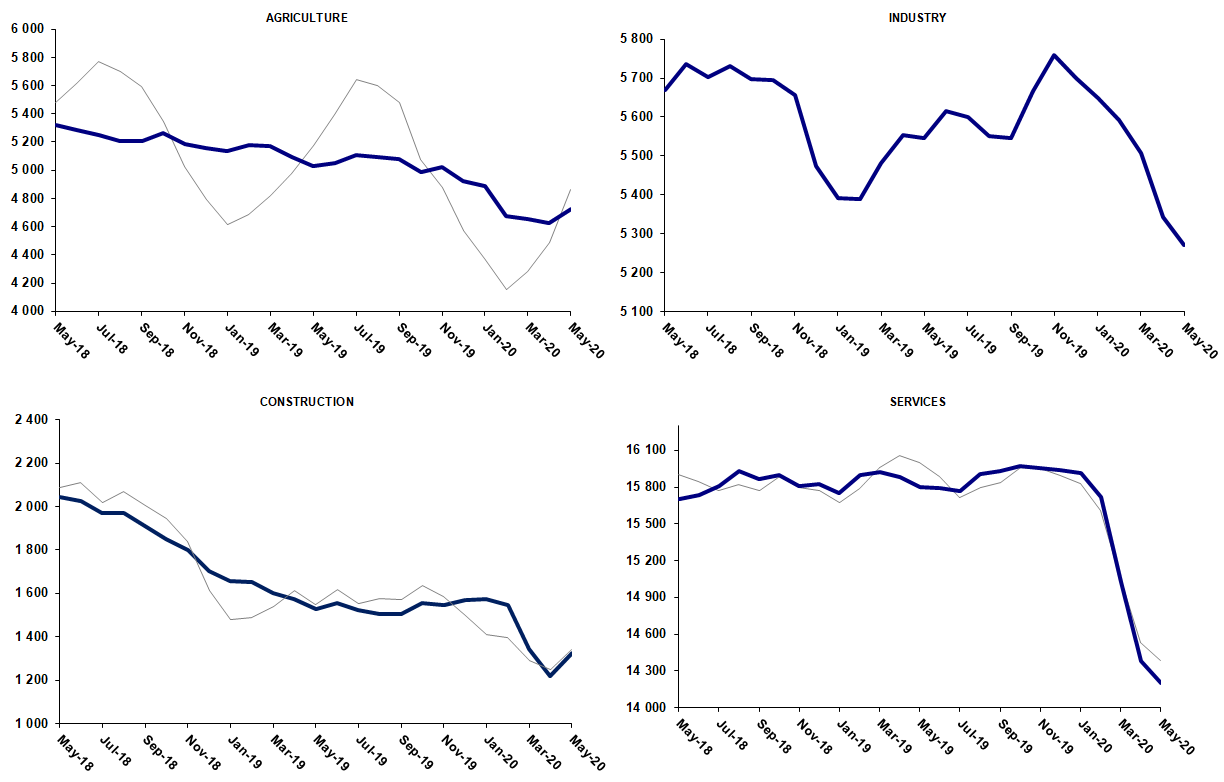 AGRICULTURE
6 000
5 800
5 600
5 400
5 200
5 000
4 800
4 600
4 400
4 200
4 000
May-18
Jul-18
Sep-18
Nov-18
Jan-19
Mar-19
May-19
Jul-19
Sep-19
Nov-19
Jan-20
Mar-20
May-20
INDUSTRY
5 800
5 700
5 600
5 500
5 400
5 300
5 200
5 100
May-18
Jul-18
Sep-18
Nov-18
Jan-19
Mar-19
May-19
Jul-19
Sep-19
Nov-19
Jan-20
Mar-20
May-20
CONSTRUCTION
2 400
2 200
2 000
1 800
1 600
1 400
1 200
1 000
May-18
Jul-18
Sep-18
Nov-18
Jan-19
Mar-19
May-19
Jul-19
Sep-19
Nov-19
Jan-20
Mar-20
May-20
SERVICES
16 100
15 800
15 500
15 200
14 900
14 600
14 300
14 000
May-18
Jul-18
Sep-18
Nov-18
Jan-19
Mar-19
May-19
Jul-19
Sep-19
Nov-19
Jan-20
Mar-20
May-20